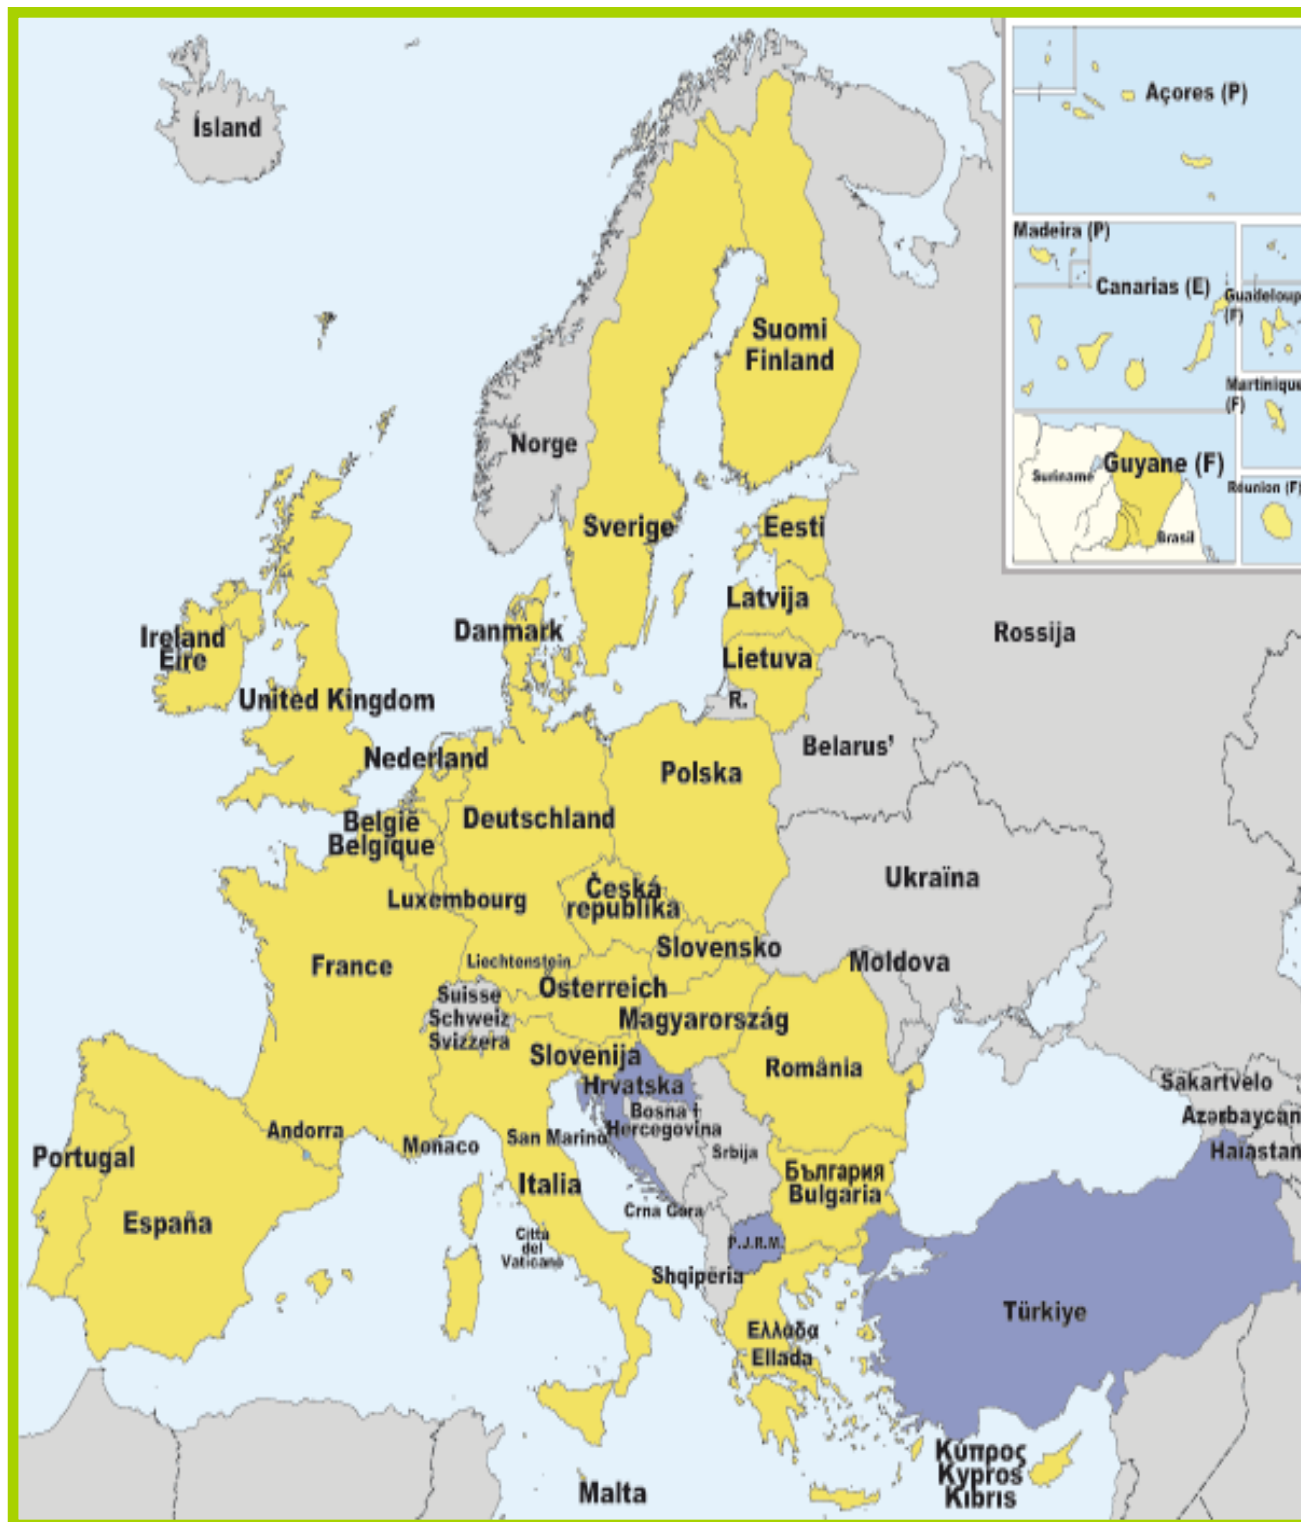 Ísland
Açores (P)
Madeira (P)
Canarias (E)
Guadeloup
(F)
Martinique
(F)
Guyane (F)
Suriname
Brasil
Réunion (F)
Suomi
Finland
Norge
Sverige
Eesti
Latvija
Lietuva
R.
Rossija
Danmark
Ireland
Éire
United Kingdom
Nederland
Belarus’
Polska
Deutschland
België
Belgique
Luxembourg
Česká
republika
Ukraïna
Slovensko
Moldova
France
Liechtenstein
Österreich
Suisse
Schweiz
Svizzera
Magyarország
Slovenija
România
Hrvatska
Bosna i
Hercegovina
Srbija
Sakartvelo
Azərbaycan
Haiastan
Andorra
Monaco
San Marino
Portugal
España
Italia
Città
del
Vaticano
Crna Gora
България
Bulgaria
P.J.R.M.
Shqipëria
Ελλάδα
Ellada
Türkiye
Κύπρος
Kypros
Kıbrıs
Malta